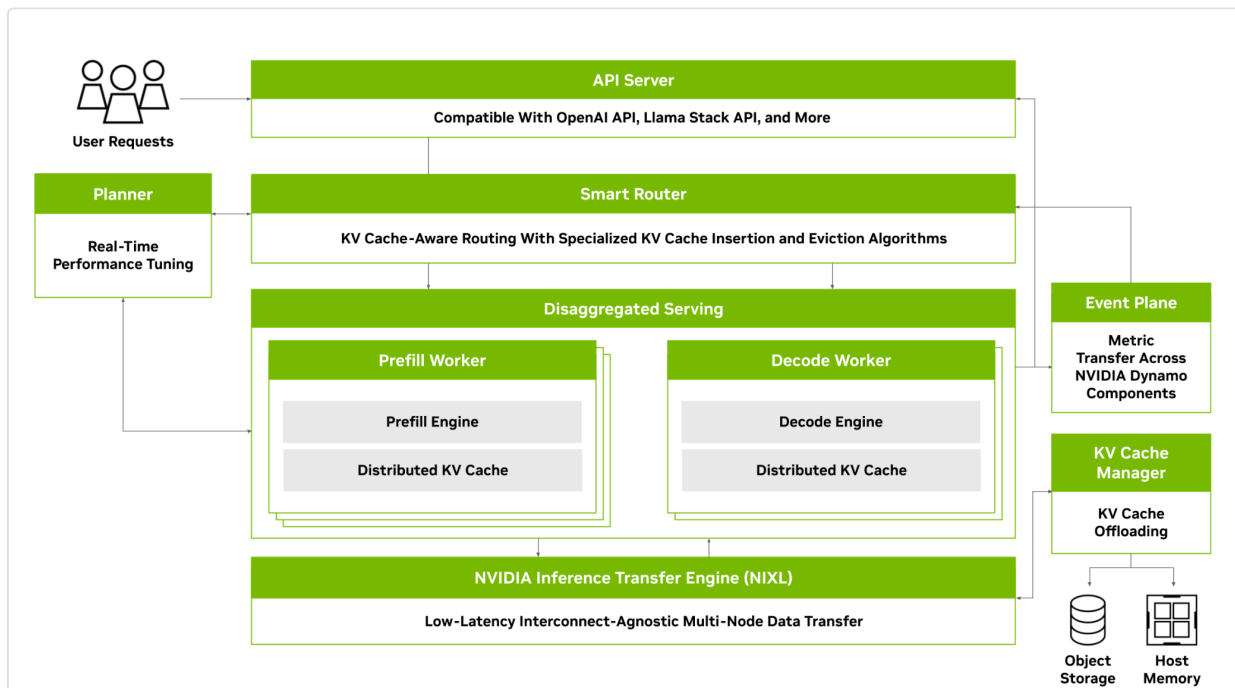 API Server
Compatible With OpenAI API, Llama Stack API, and More
User Requests
Planner
Real-Time
Performance Tuning
Smart Router
KV Cache-Aware Routing With Specialized KV Cache Insertion and Eviction Algorithms
Disaggregated Serving
Prefill Worker
Prefill Engine
Distributed KV Cache
Decode Worker
Decode Engine
Distributed KV Cache
Event Plane
Metric
Transfer Across
NVIDIA Dynamo
Components
KV Cache
Manager
KV Cache
Offloading
NVIDIA Inference Transfer Engine (NIXL)
Low-Latency Interconnect-Agnostic Multi-Node Data Transfer
Object
Storage
Host
Memory